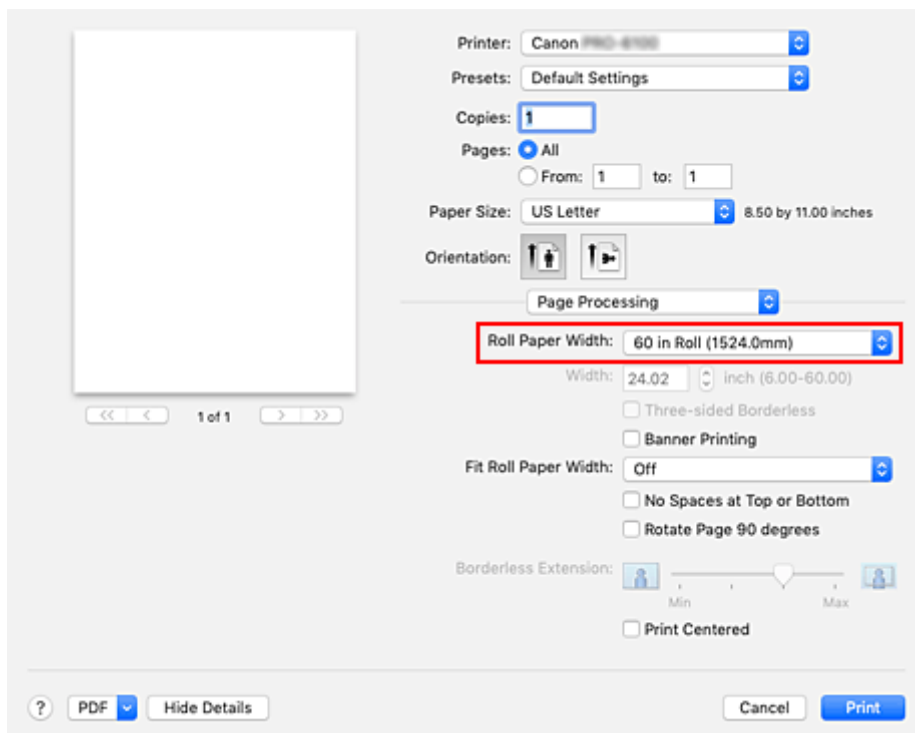 Printer: Canon
Presets: Default Settings
Copies: 1
Pages: All
From: 1 to: 1
Paper Size: US Letter 8.50 by 11.00 inches
Orientation:
Page Processing
Roll Paper Width: 60 in Roll (1524.0mm)
Width: 24.02 inch (6.00-60.00)
Three-sided Borderless
Banner Printing
Fit Roll Paper Width: Off
No Spaces at Top or Bottom
Rotate Page 90 degrees
Borderless Extension:
Min Max
Print Centered
<< < 1 of 1 > >>
? PDF Hide Details Cancel Print